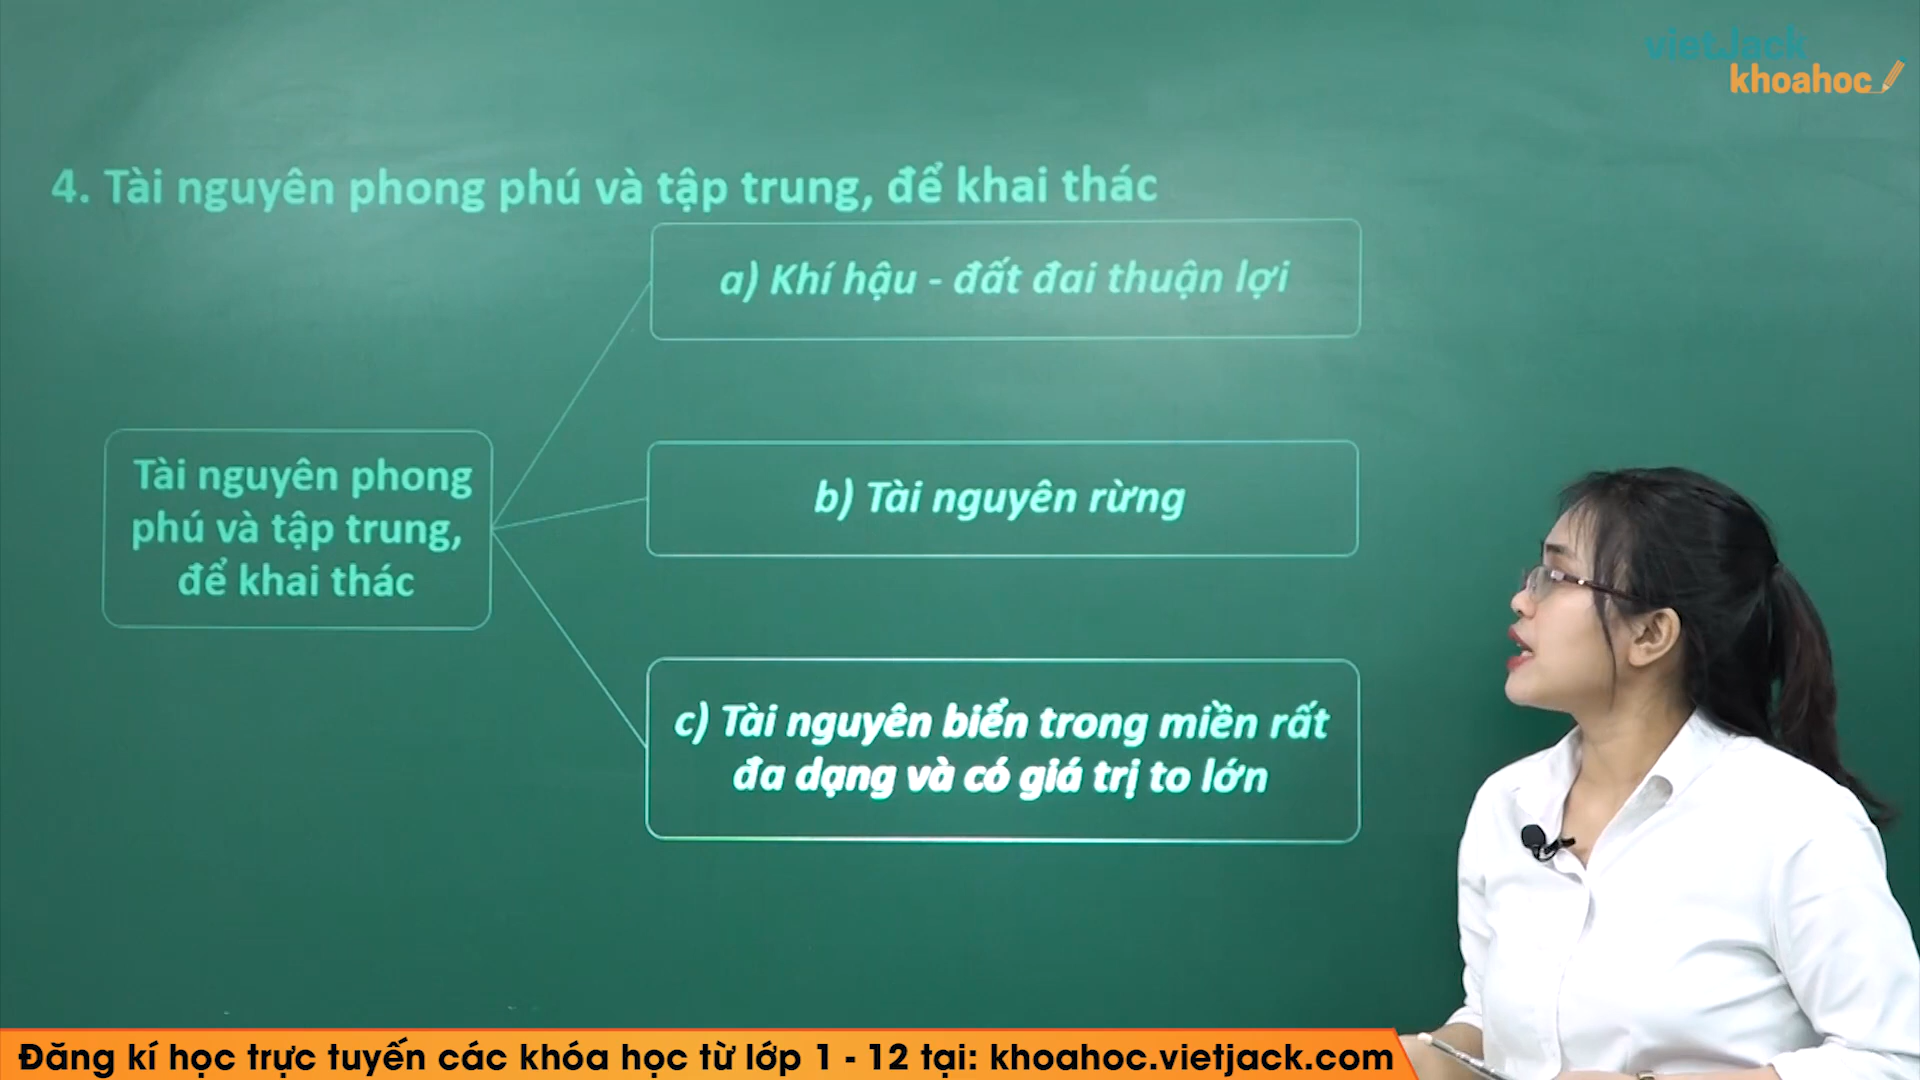 vietJack
khoahoc
4. Tài nguyên phong phú và tập trung, để khai thác
a) Khí hậu - đất đai thuận lợi
Tài nguyên phong
phú và tập trung,
để khai thác
b) Tài nguyên rừng
c) Tài nguyên biển trong miền rất
đa dạng và có giá trị to lớn
Đăng kí học trực tuyến các khóa học từ lớp 1 - 12 tại: khoahoc.vietjack.com